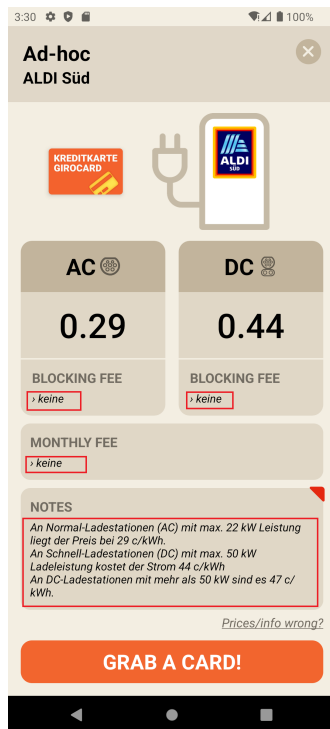 3:30 100%
Ad-hoc
ALDI Süd
KREDITKARTE
GIROCARD
ALDI
SÜD
AC DC
0.29 0.44
BLOCKING FEE BLOCKING FEE
› keine › keine
MONTHLY FEE
› keine
NOTES
An Normal-Ladestationen (AC) mit max. 22 kW Leistung
liegt der Preis bei 29 c/kWh.
An Schnell-Ladestationen (DC) mit max. 50 kW
Ladeleistung kostet der Strom 44 c/kWh
An DC-Ladestationen mit mehr als 50 kW sind es 47 c/
kWh.
Prices/info wrong?
GRAB A CARD!